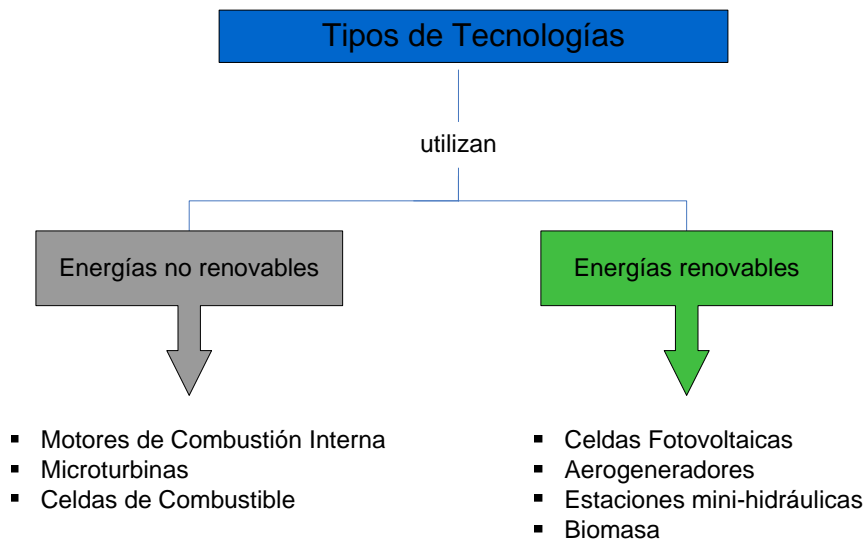 Tipos de Tecnologías
utilizan
Energías no renovables
Energías renovables
▪ Motores de Combustión Interna
▪ Microturbinas
▪ Celdas de Combustible
▪ Celdas Fotovoltaicas
▪ Aerogeneradores
▪ Estaciones mini-hidráulicas
▪ Biomasa